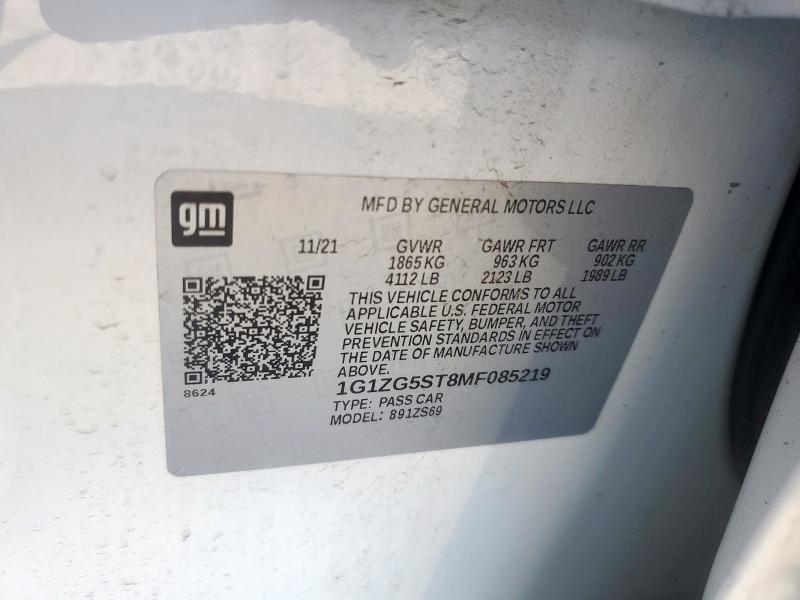 gm
MFD BY GENERAL MOTORS LLC
11/21 GVWR GAWR FRT GAWR RR
1865 KG 963 KG 902 KG
4112 LB 2123 LB 1989 LB
THIS VEHICLE CONFORMS TO ALL
APPLICABLE U.S. FEDERAL MOTOR
VEHICLE SAFETY, BUMPER, AND THEFT
PREVENTION STANDARDS IN EFFECT ON
THE DATE OF MANUFACTURE SHOWN
ABOVE.
8624
1G1ZG5ST8MF085219
TYPE: PASS CAR
MODEL: 891ZS69